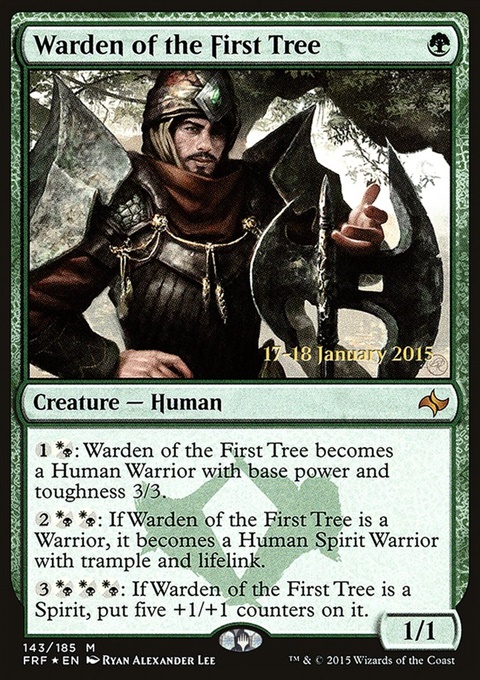 Warden of the First Tree
17-18 January 2015
Creature — Human
1 : Warden of the First Tree becomes
a Human Warrior with base power and
toughness 3/3.
2 : If Warden of the First Tree is a
Warrior, it becomes a Human Spirit Warrior
with trample and lifelink.
3 : If Warden of the First Tree is a
Spirit, put five +1/+1 counters on it.
1/1
143/185 M
FRF ★ EN Ryan Alexander Lee
™ & © 2015 Wizards of the Coast